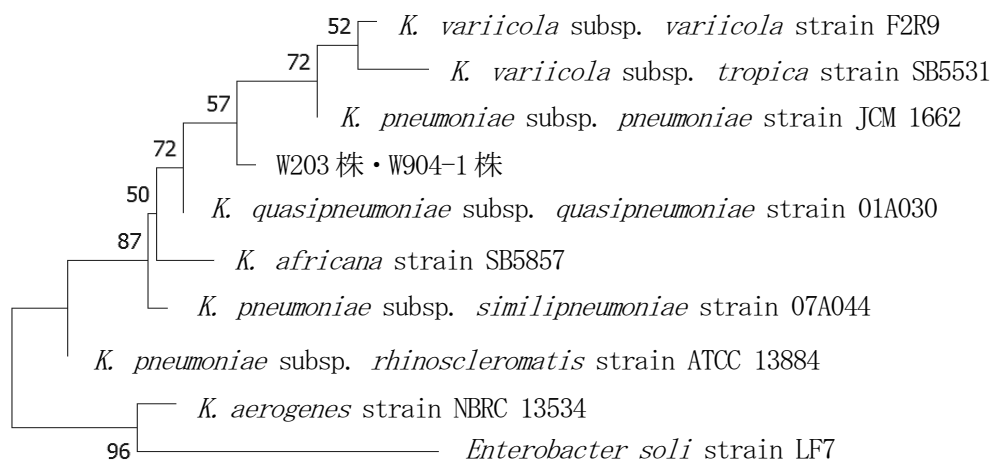 52
K. variicola subsp. variicola strain F2R9
72
K. variicola subsp. tropica strain SB5531
57
K. pneumoniae subsp. pneumoniae strain JCM 1662
72
W203 株・W904-1 株
50
K. quasipneumoniae subsp. quasipneumoniae strain 01A030
87
K. africana strain SB5857
K. pneumoniae subsp. similipneumoniae strain 07A044
K. pneumoniae subsp. rhinoscleromatis strain ATCC 13884
K. aerogenes strain NBRC 13534
96
Enterobacter soli strain LF7